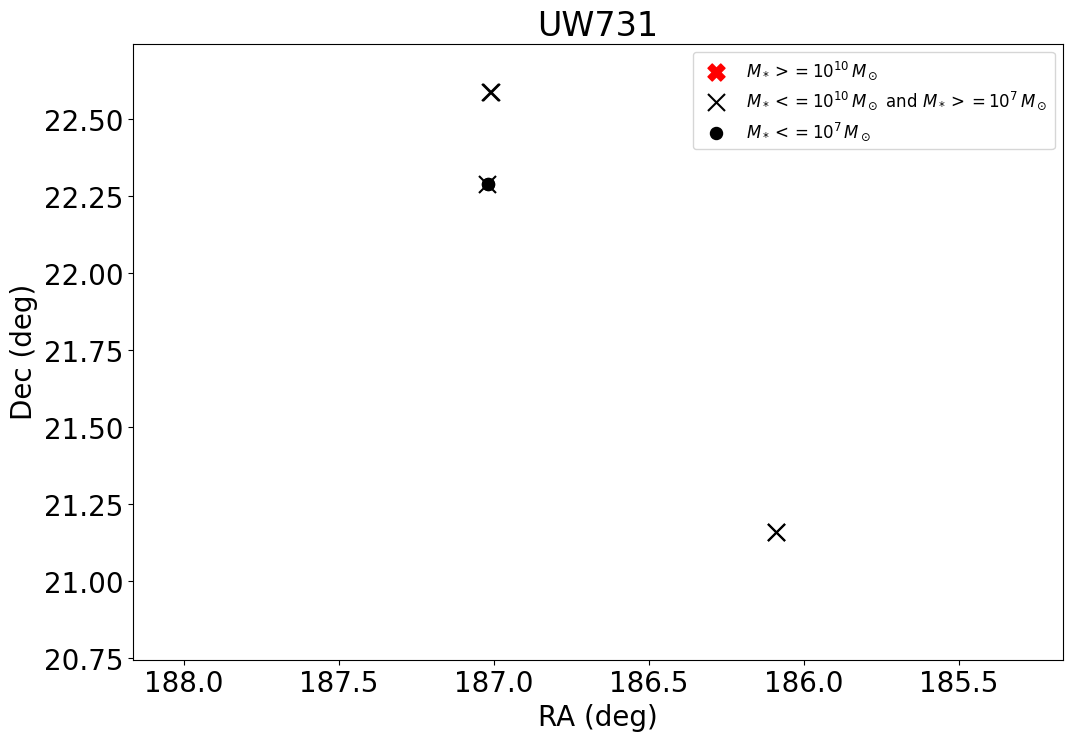 UW731
M* >= 10^10 M⊙
M* <= 10^10 M⊙ and M* >= 10^7 M⊙
M* <= 10^7 M⊙
22.50
22.25
22.00
21.75
21.50
21.25
21.00
20.75
Dec (deg)
188.0 187.5 187.0 186.5 186.0 185.5
RA (deg)